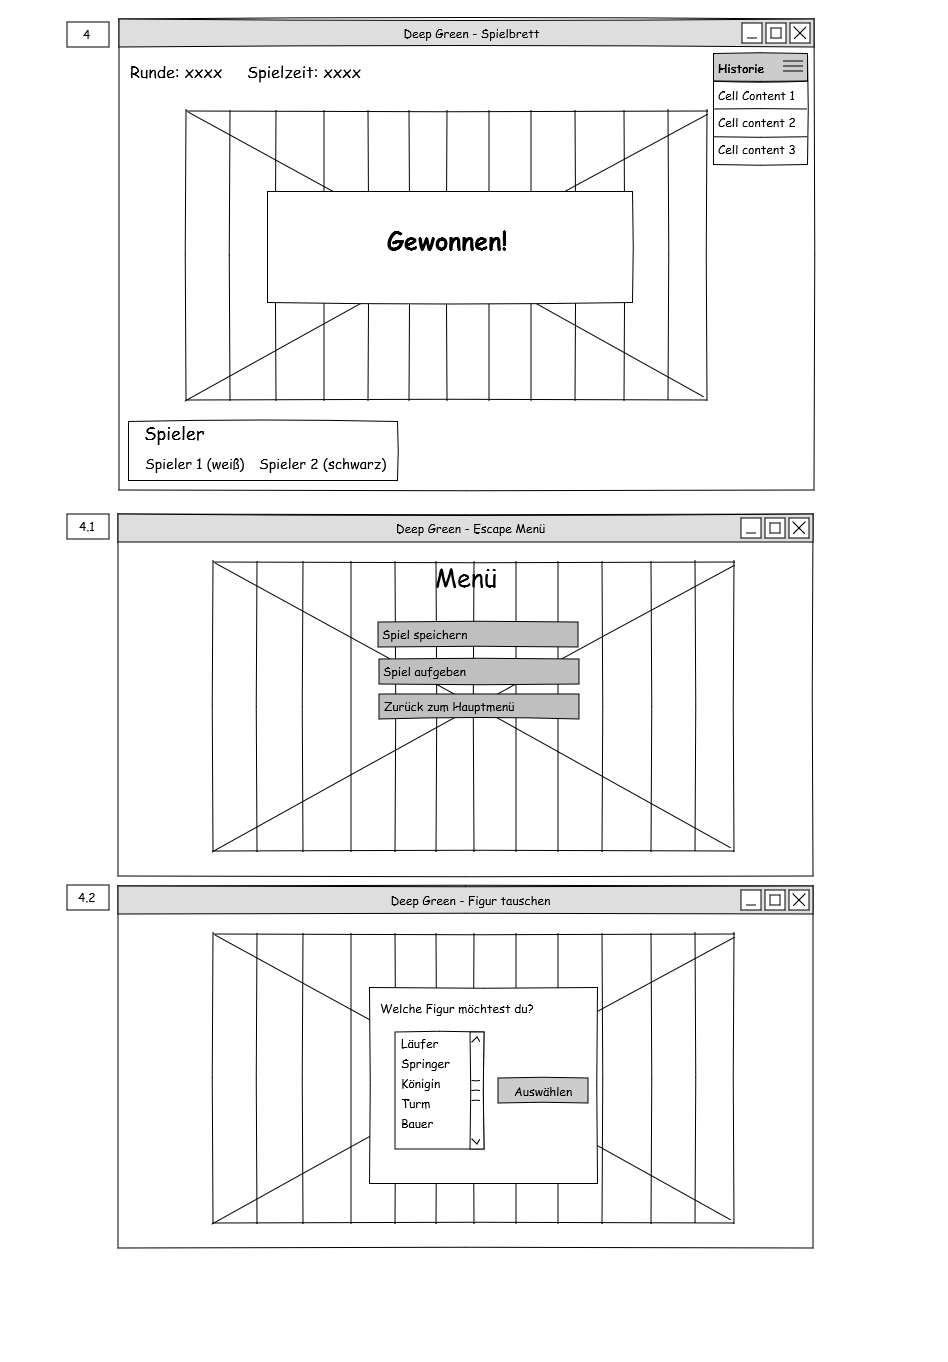 4
Deep Green - Spielbrett
Runde: xxxx Spielzeit: xxxx
Historie
Cell Content 1
Cell content 2
Cell content 3
Gewonnen!
Spieler
Spieler 1 (weiß) Spieler 2 (schwarz)
4.1
Deep Green - Escape Menü
Menü
Spiel speichern
Spiel aufgeben
Zurück zum Hauptmenü
4.2
Deep Green - Figur tauschen
Welche Figur möchtest du?
Läufer
Springer
Königin
Turm
Bauer
Auswählen